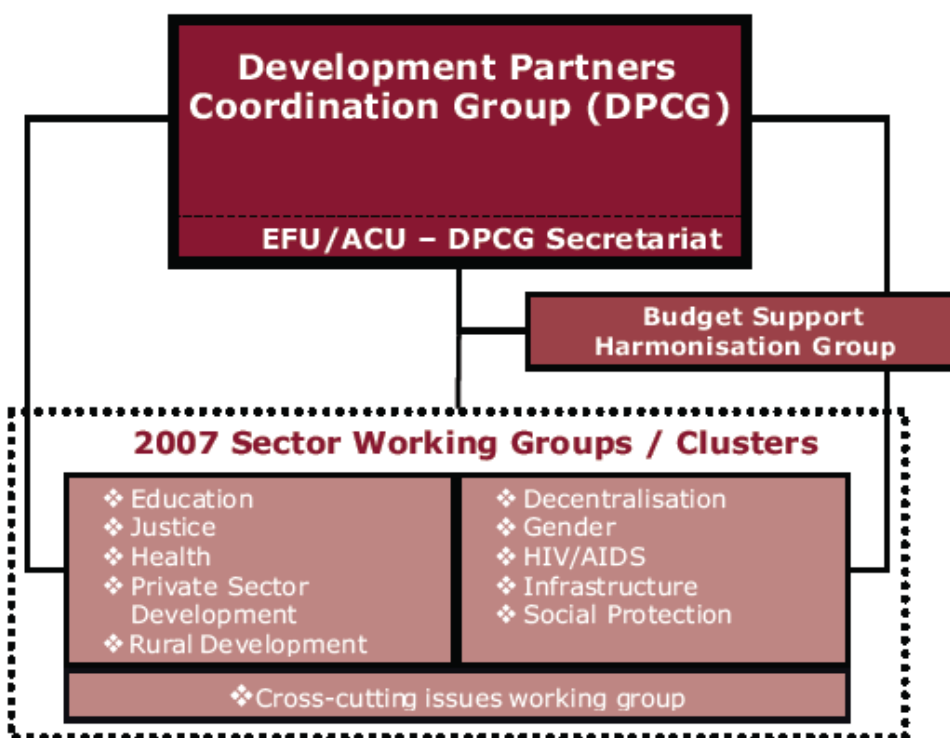 Development Partners
Coordination Group (DPCG)
EFU/ACU – DPCG Secretariat
Budget Support
Harmonisation Group
2007 Sector Working Groups / Clusters
❖ Education
❖ Justice
❖ Health
❖ Private Sector
Development
❖ Rural Development
❖ Decentralisation
❖ Gender
❖ HIV/AIDS
❖ Infrastructure
❖ Social Protection
❖Cross-cutting issues working group